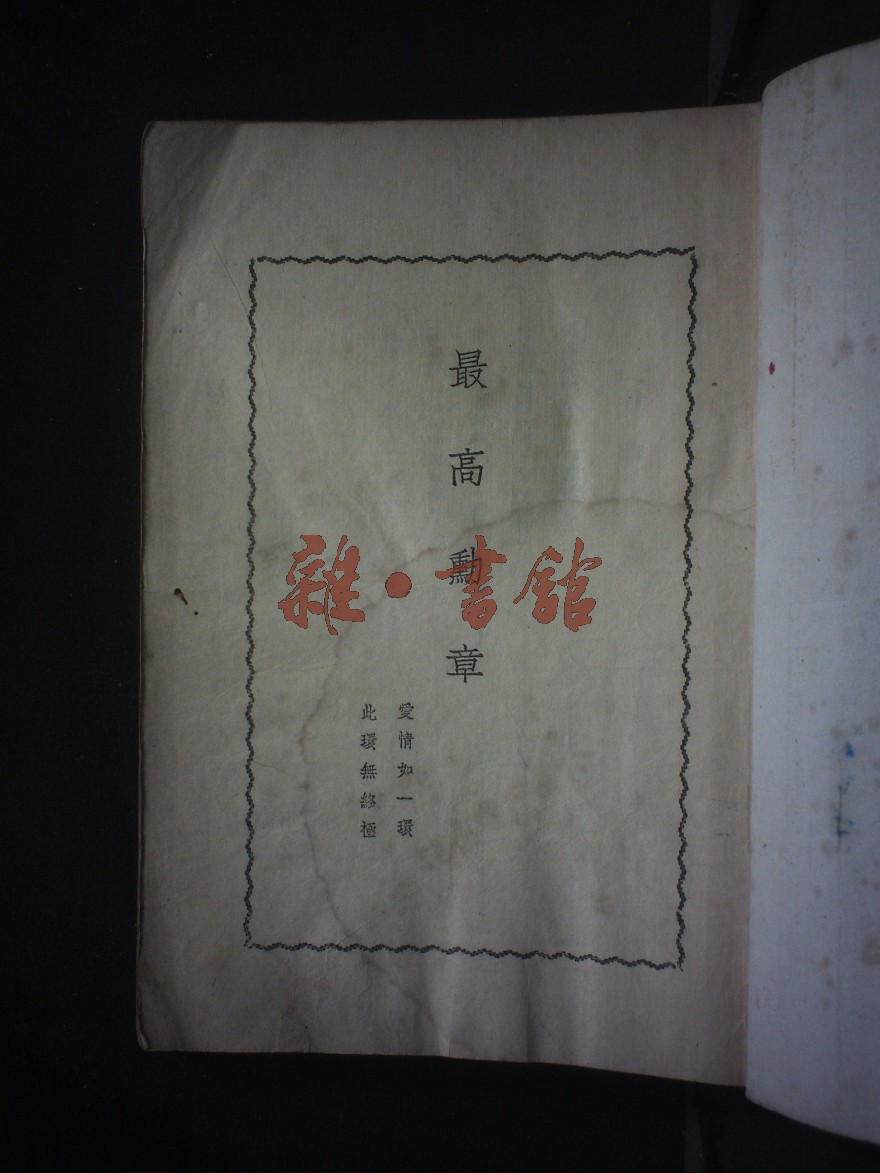 最高勳章
愛情如一環
此環無終極
雜·書館